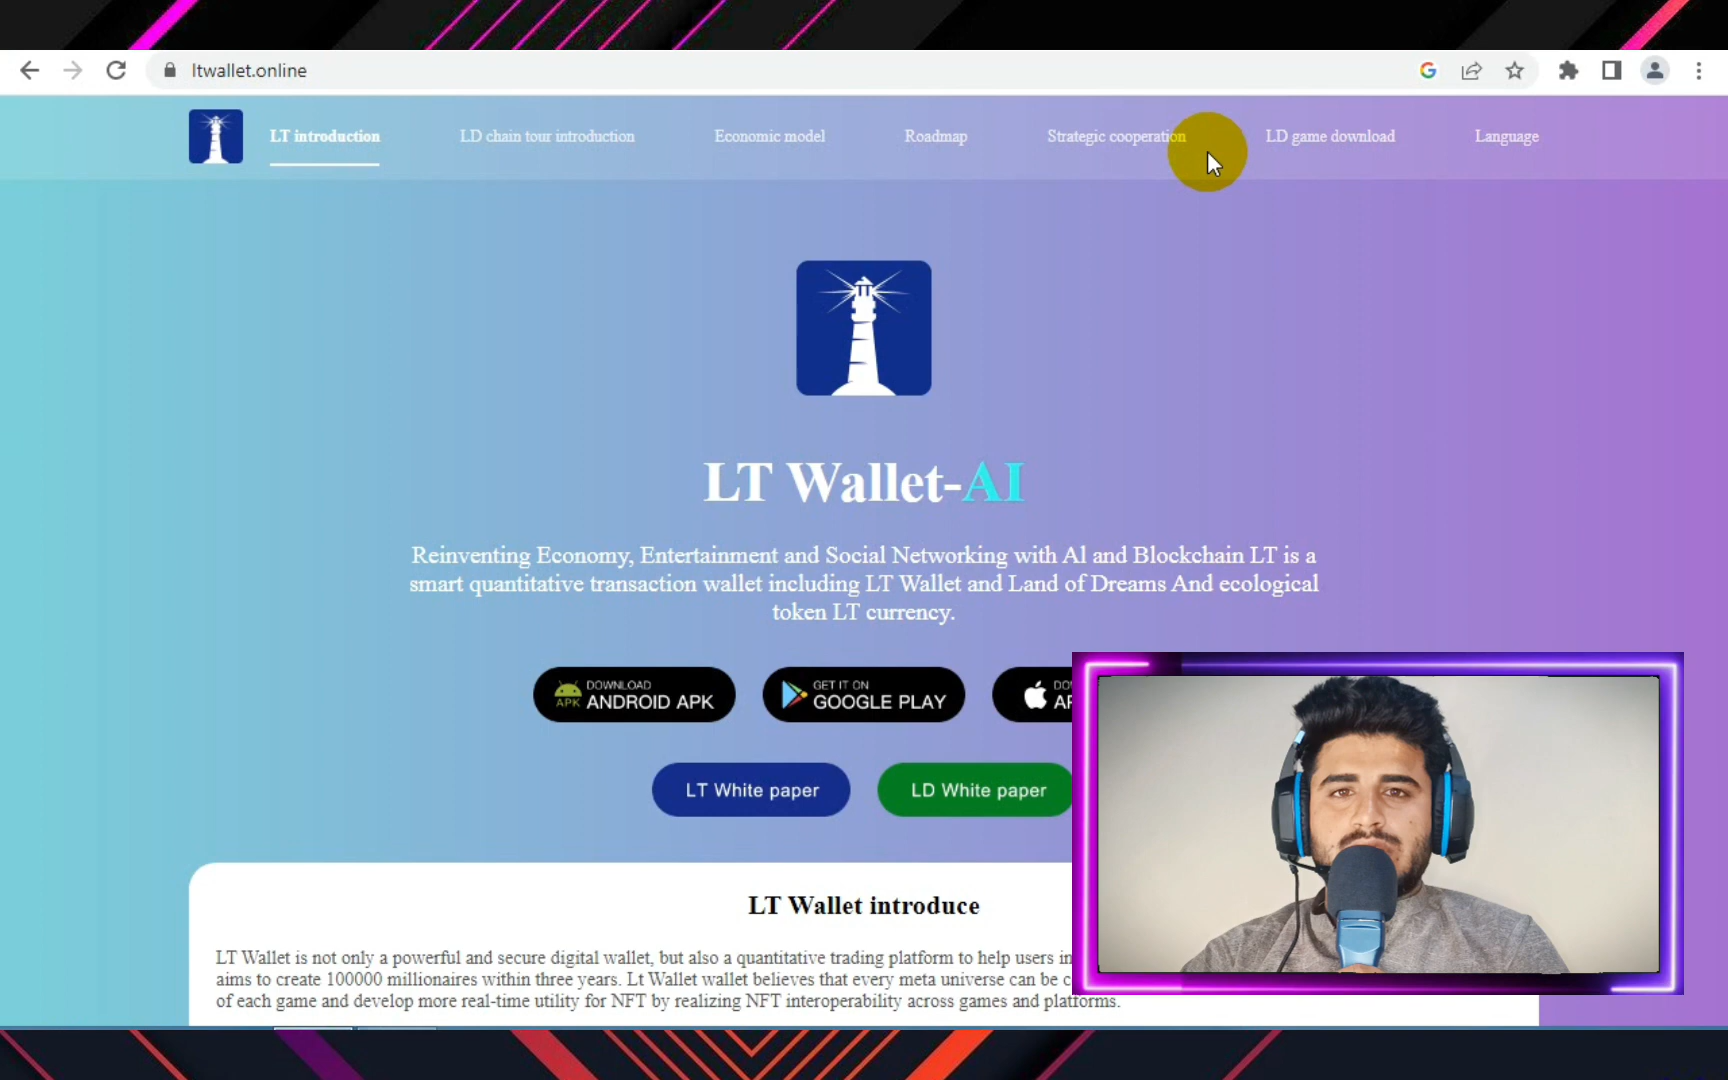 ltwallet.online
LT introduction
LD chain tour introduction
Economic model
Roadmap
Strategic cooperation
LD game download
Language
LT Wallet-AI
Reinventing Economy, Entertainment and Social Networking with AI and Blockchain LT is a
smart quantitative transaction wallet including LT Wallet and Land of Dreams And ecological
token LT currency.
APK
DOWNLOAD
ANDROID APK
GET IT ON
GOOGLE PLAY
LT White paper
LD White paper
LT Wallet introduce
LT Wallet is not only a powerful and secure digital wallet, but also a quantitative trading platform to help users
aims to create 100000 millionaires within three years. Lt Wallet wallet believes that every meta universe can be
of each game and develop more real-time utility for NFT by realizing NFT interoperability across games and platforms.